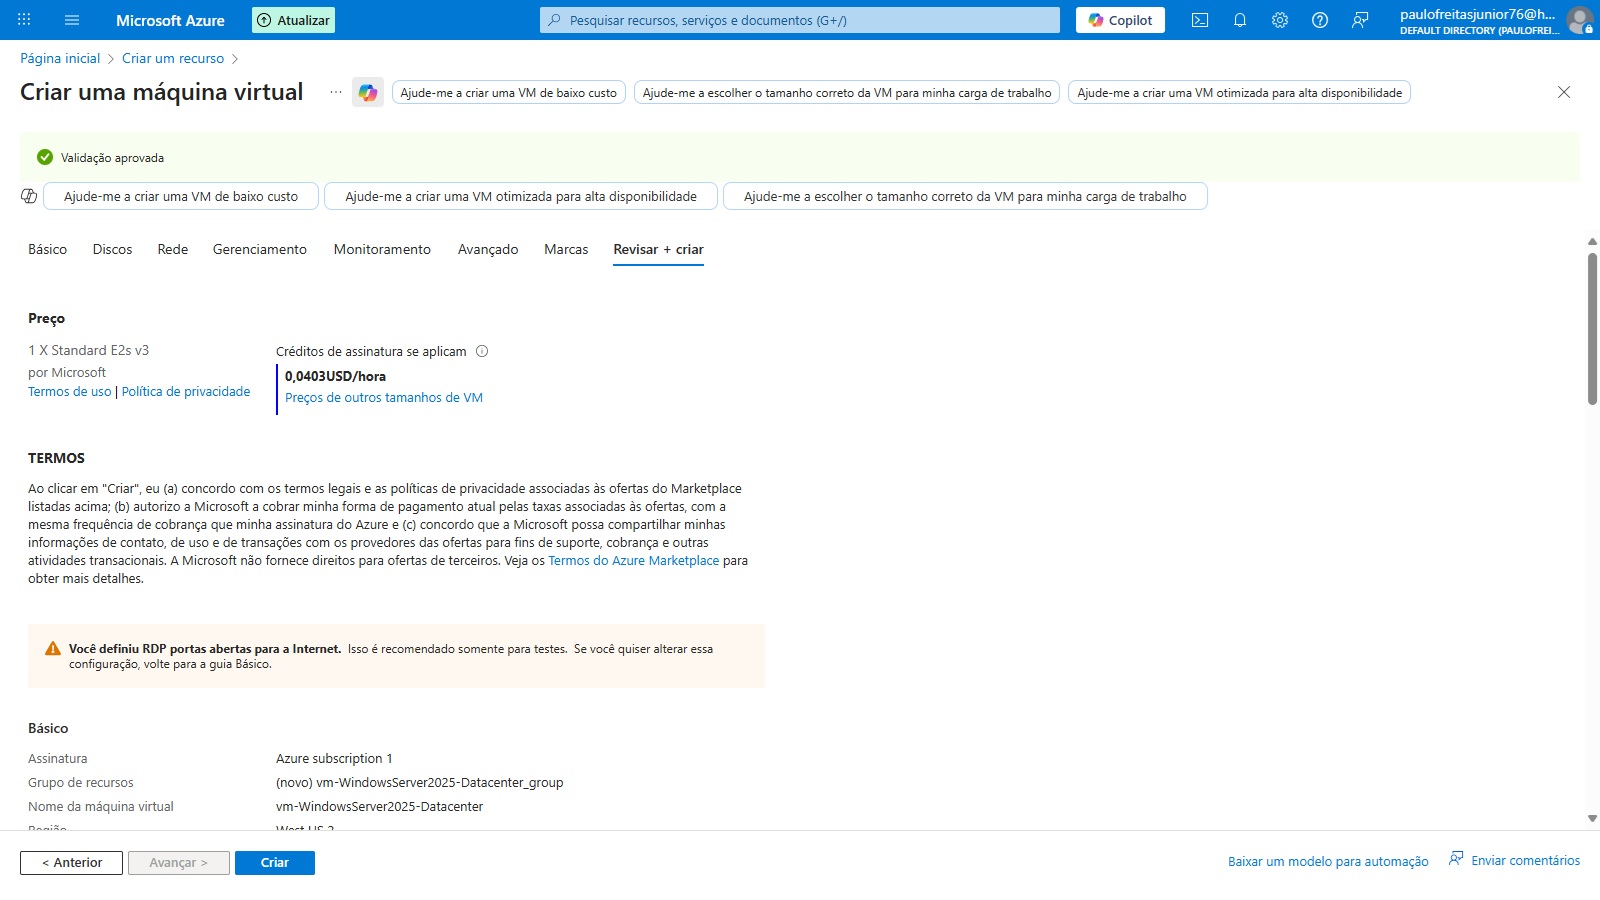 Microsoft Azure
Atualizar
Pesquisar recursos, serviços e documentos (G+/)
Copilot
paulofreitasjunior76@h...
DEFAULT DIRECTORY (PAULOFREI...
Página inicial > Criar um recurso >
Criar uma máquina virtual
...
Ajude-me a criar uma VM de baixo custo
Ajude-me a escolher o tamanho correto da VM para minha carga de trabalho
Ajude-me a criar uma VM otimizada para alta disponibilidade
Validação aprovada
Ajude-me a criar uma VM de baixo custo
Ajude-me a criar uma VM otimizada para alta disponibilidade
Ajude-me a escolher o tamanho correto da VM para minha carga de trabalho
Básico
Discos
Rede
Gerenciamento
Monitoramento
Avançado
Marcas
Revisar + criar
Preço
1 X Standard E2s v3
por Microsoft
Termos de uso | Política de privacidade
Créditos de assinatura se aplicam
0,0403USD/hora
Preços de outros tamanhos de VM
TERMOS
Ao clicar em "Criar", eu (a) concordo com os termos legais e as políticas de privacidade associadas às ofertas do Marketplace
listadas acima; (b) autorizo a Microsoft a cobrar minha forma de pagamento atual pelas taxas associadas às ofertas, com a
mesma frequência de cobrança que minha assinatura do Azure e (c) concordo que a Microsoft possa compartilhar minhas
informações de contato, de uso e de transações com os provedores das ofertas para fins de suporte, cobrança e outras
atividades transacionais. A Microsoft não fornece direitos para ofertas de terceiros. Veja os Termos do Azure Marketplace para
obter mais detalhes.
Você definiu RDP portas abertas para a Internet. Isso é recomendado somente para testes. Se você quiser alterar essa
configuração, volte para a guia Básico.
Básico
Assinatura
Azure subscription 1
Grupo de recursos
(novo) vm-WindowsServer2025-Datacenter_group
Nome da máquina virtual
vm-WindowsServer2025-Datacenter
Região
West US 2
< Anterior
Avançar >
Criar
Baixar um modelo para automação
Enviar comentários